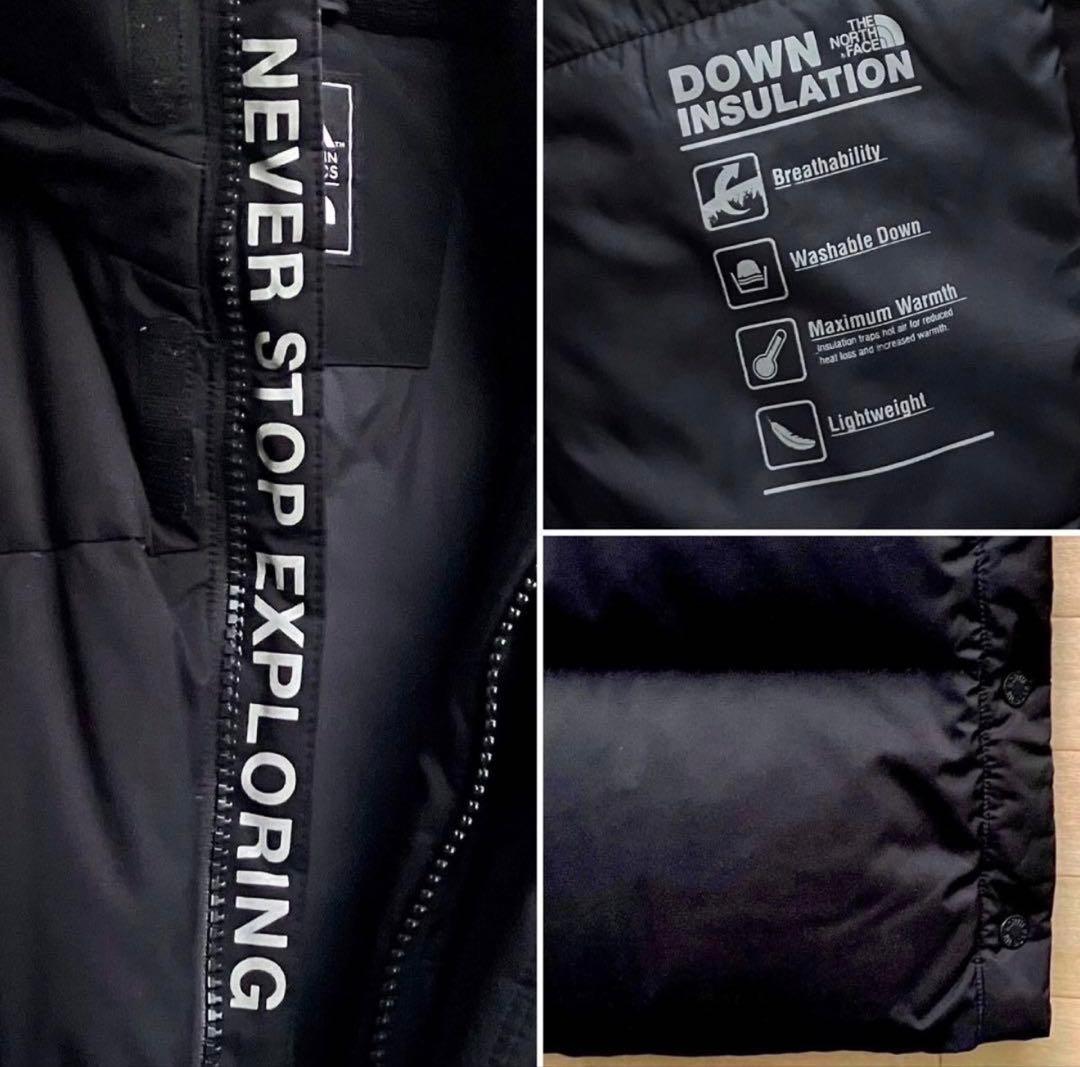 NEVER STOP EXPLORING
THE
NORTH
FACE
DOWN
INSULATION
Breathability
Washable Down
Maximum Warmth
Insulation traps hot air for reduced
heat loss and increased warmth.
Lightweight